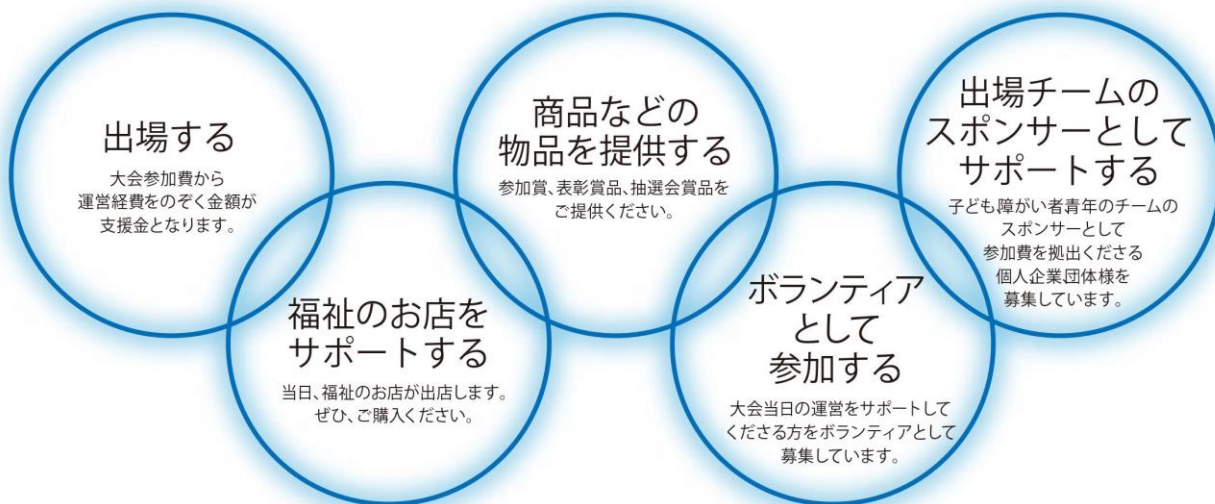 出場する
大会参加費から
運営経費をのぞく金額が
支援金となります。
福祉のお店を
サポートする
当日、福祉のお店が出店します。
ぜひ、ご購入ください。
商品などの
物品を提供する
参加賞、表彰賞品、抽選会賞品を
ご提供ください。
ボランティア
として
参加する
大会当日の運営をサポートして
くださる方をボランティアとして
募集しています。
出場チームの
スポンサーとして
サポートする
子ども、障がい者、青年のチームの
スポンサーとして
参加費を拠出くださる
個人、企業、団体様を
募集しています。